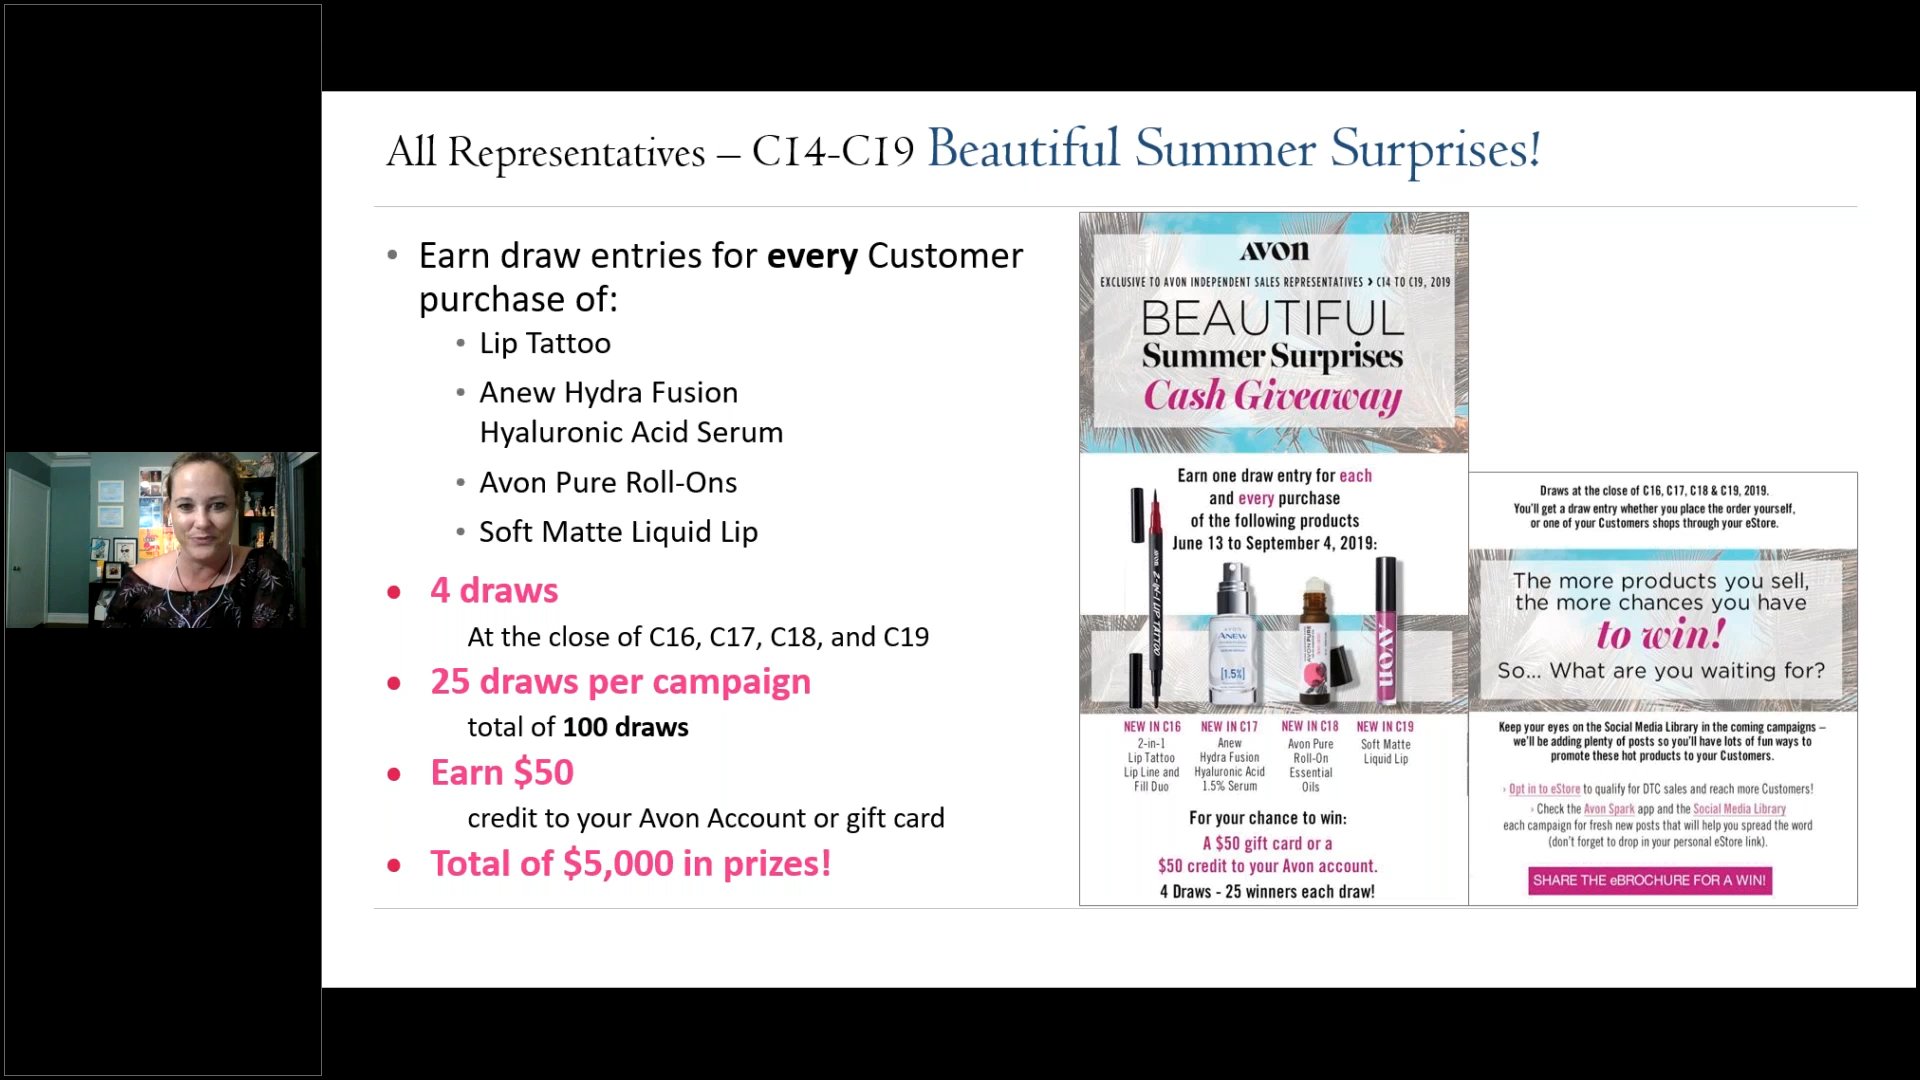 All Representatives – C14-C19 Beautiful Summer Surprises!
• Earn draw entries for every Customer
purchase of:
• Lip Tattoo
• Anew Hydra Fusion
Hyaluronic Acid Serum
• Avon Pure Roll-Ons
• Soft Matte Liquid Lip
• 4 draws
At the close of C16, C17, C18, and C19
• 25 draws per campaign
total of 100 draws
• Earn $50
credit to your Avon Account or gift card
• Total of $5,000 in prizes!
AVON
EXCLUSIVE TO AVON INDEPENDENT SALES REPRESENTATIVES › C14 TO C19, 2019
BEAUTIFUL
Summer Surprises
Cash Giveaway
Earn one draw entry for each
and every purchase
of the following products
June 13 to September 4, 2019:
2-IN-1 LIP TATTOO
ANEW
[1.5%]
AVON PURE
AVON
NEW IN C16
2-in-1
Lip Tattoo
Lip Line and
Fill Duo
NEW IN C17
Anew
Hydra Fusion
Hyaluronic Acid
1.5% Serum
NEW IN C18
Avon Pure
Roll-On
Essential
Oils
NEW IN C19
Soft Matte
Liquid Lip
For your chance to win:
A $50 gift card or a
$50 credit to your Avon account.
4 Draws - 25 winners each draw!
Draws at the close of C16, C17, C18 & C19, 2019.
You'll get a draw entry whether you place the order yourself,
or one of your Customers shops through your eStore.
The more products you sell,
the more chances you have
to win!
So... What are you waiting for?
Keep your eyes on the Social Media Library in the coming campaigns –
we'll be adding plenty of posts so you'll have lots of fun ways to
promote these hot products to your Customers.
› Opt in to eStore to qualify for DTC sales and reach more Customers!
› Check the Avon Spark app and the Social Media Library
each campaign for fresh new posts that will help you spread the word
(don't forget to drop in your personal eStore link).
SHARE THE eBROCHURE FOR A WIN!